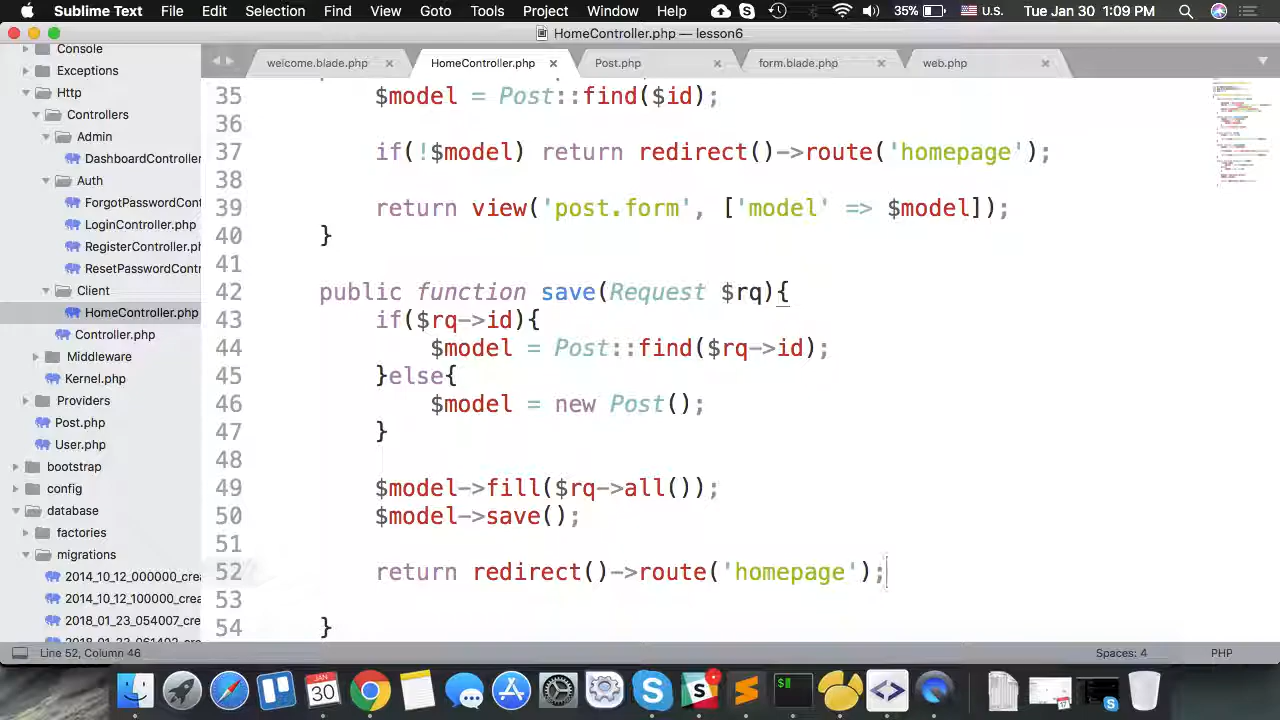 Sublime Text File Edit Selection Find View Goto Tools Project Window Help 35% U.S. Tue Jan 30 1:09 PM
HomeController.php — lesson6
Console
Exceptions
Http
Controllers
Admin
DashboardController
ForgotPasswordCont
LoginController.php
RegisterController.ph
ResetPasswordContr
Client
HomeController.php
Controller.php
Middleware
Kernel.php
Providers
Post.php
User.php
bootstrap
config
database
factories
migrations
2014_10_12_000000_crea
2014_10_12_100000_crea
2018_01_23_054007_cre
welcome.blade.php HomeController.php Post.php form.blade.php web.php
35 $model = Post::find($id);
36
37 if(!$model) return redirect()->route('homepage');
38
39 return view('post.form', ['model' => $model]);
40 }
41
42 public function save(Request $rq){
43 if($rq->id){
44 $model = Post::find($rq->id);
45 }else{
46 $model = new Post();
47 }
48
49 $model->fill($rq->all());
50 $model->save();
51
52 return redirect()->route('homepage');
53
54 }
Line 52, Column 46 Spaces: 4 PHP
JAN
30
17